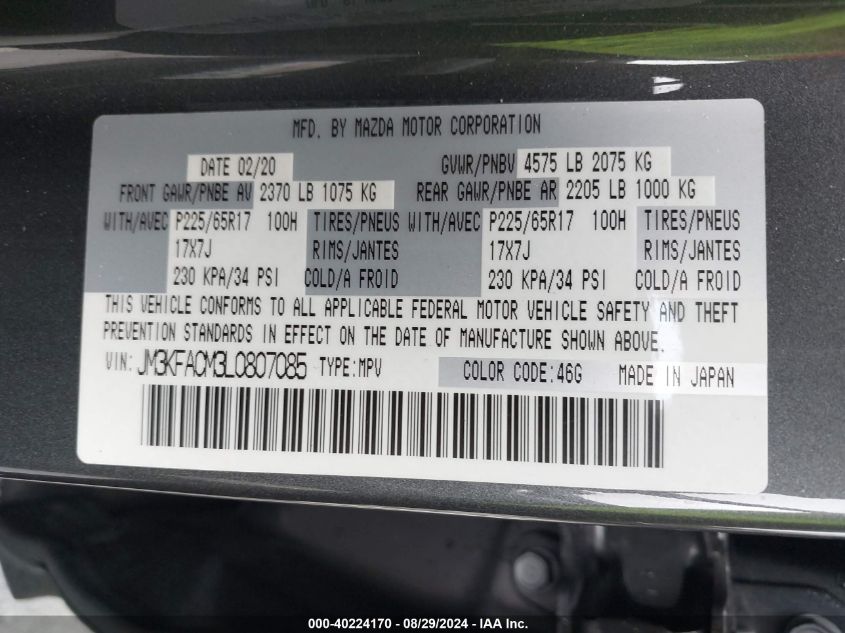 MFD. BY MAZDA MOTOR CORPORATION
DATE 02/20 GVWR/PNBV 4575 LB 2075 KG
FRONT GAWR/PNBE AV 2370 LB 1075 KG REAR GAWR/PNBE AR 2205 LB 1000 KG
WITH/AVEC P225/65R17 100H TIRES/PNEUS WITH/AVEC P225/65R17 100H TIRES/PNEUS
17X7J RIMS/JANTES 17X7J RIMS/JANTES
230 KPA/34 PSI COLD/A FROID 230 KPA/34 PSI COLD/A FROID
THIS VEHICLE CONFORMS TO ALL APPLICABLE FEDERAL MOTOR VEHICLE SAFETY AND THEFT
PREVENTION STANDARDS IN EFFECT ON THE DATE OF MANUFACTURE SHOWN ABOVE.
VIN: JM3KFACM3L0807085 TYPE:MPV COLOR CODE:46G MADE IN JAPAN
000-40224170 - 08/29/2024 - IAA Inc.